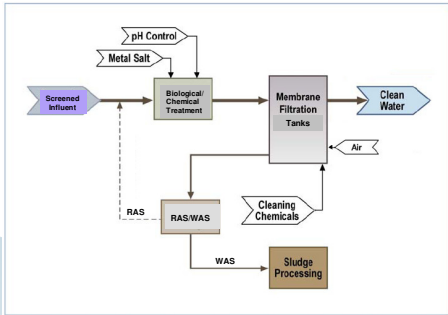 pH Control
Metal Salt
Screened
Influent
Biological/
Chemical
Treatment
Membrane
Filtration
Tanks
Clean
Water
Air
Cleaning
Chemicals
RAS
RAS/WAS
WAS
Sludge
Processing